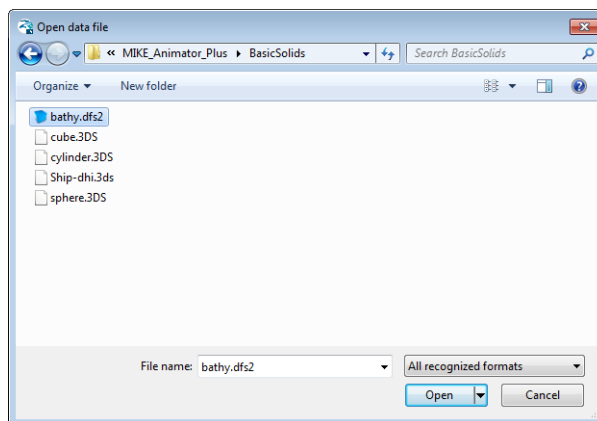 Open data file
« MIKE_Animator_Plus ▸ BasicSolids
Search BasicSolids
Organize
New folder
bathy.dfs2
cube.3DS
cylinder.3DS
Ship-dhi.3ds
sphere.3DS
File name: bathy.dfs2
All recognized formats
Open
Cancel